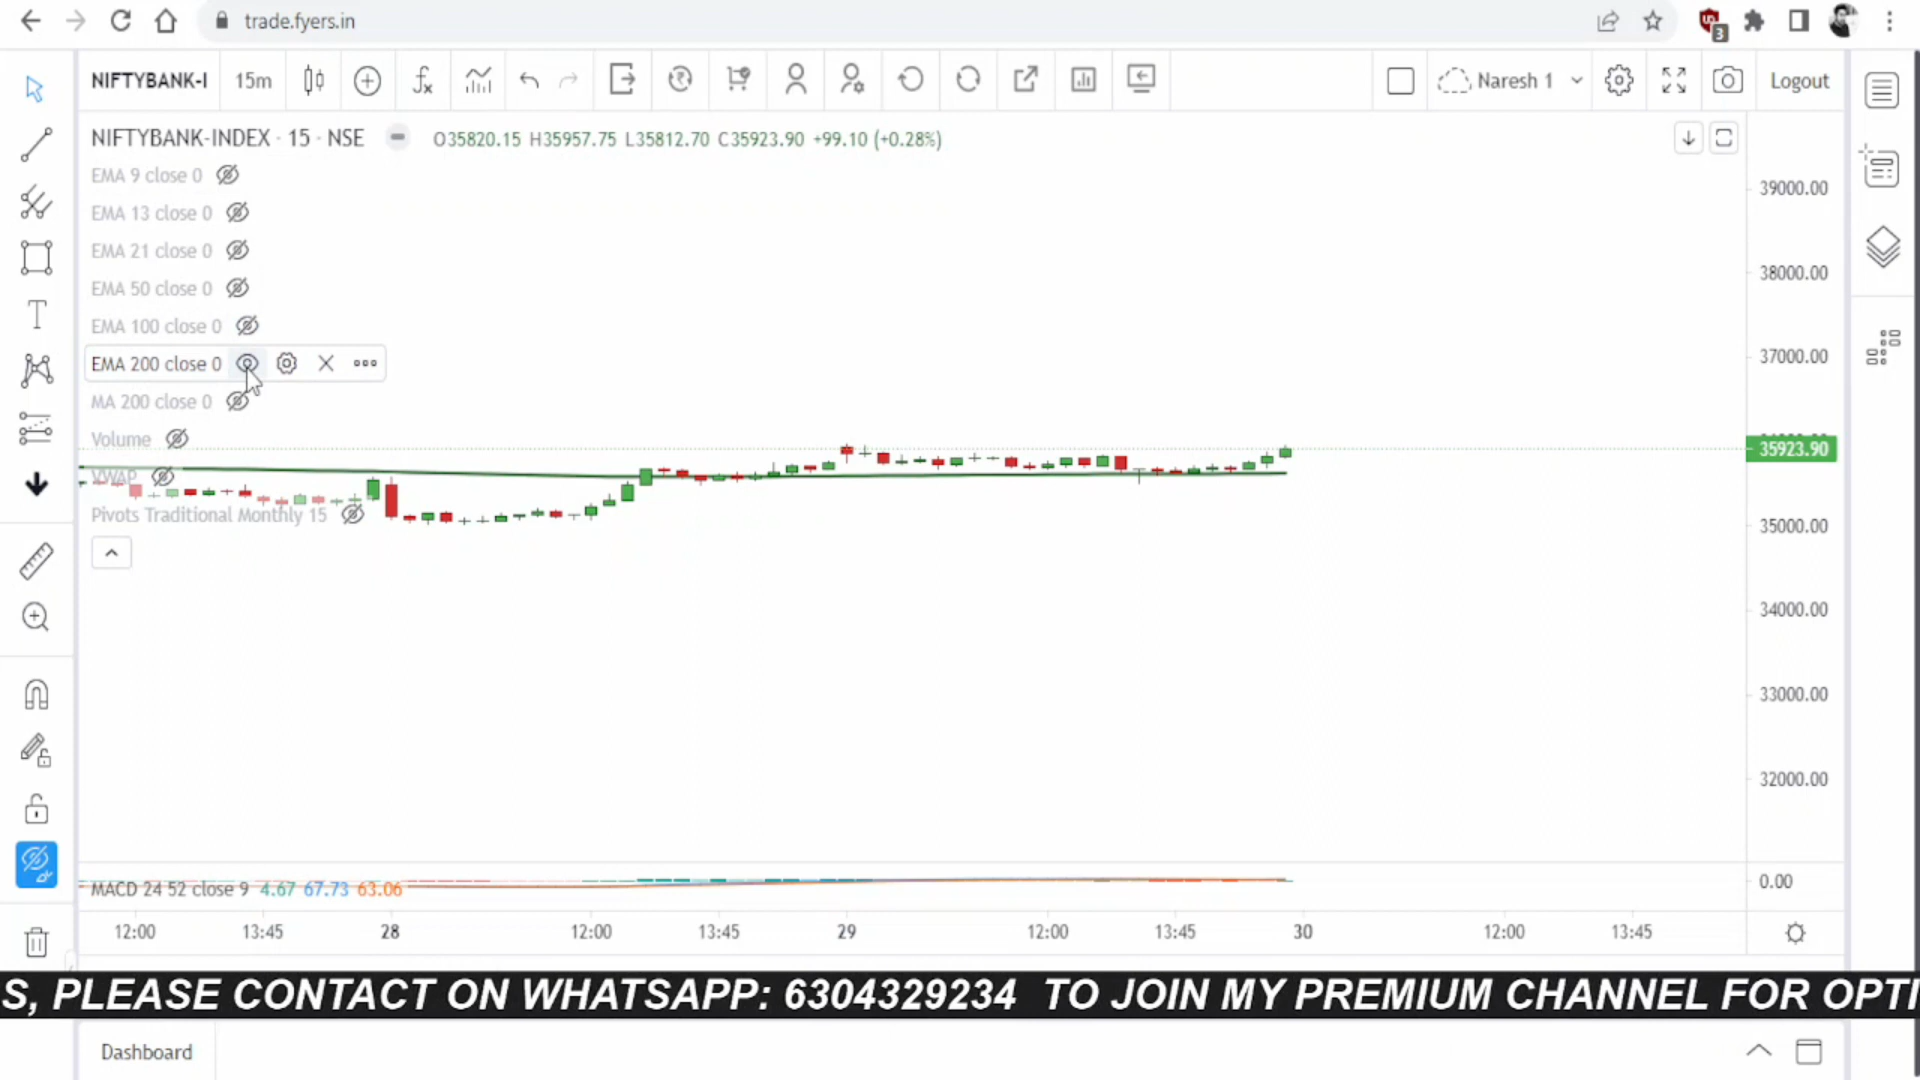 trade.fyers.in
3
NIFTYBANK-I 15m Naresh 1 Logout
NIFTYBANK-INDEX · 15 · NSE O35820.15 H35957.75 L35812.70 C35923.90 +99.10 (+0.28%)
EMA 9 close 0
EMA 13 close 0
EMA 21 close 0
EMA 50 close 0
EMA 100 close 0
EMA 200 close 0
MA 200 close 0
Volume
VWAP
Pivots Traditional Monthly 15
39000.00
38000.00
37000.00
35923.90
35000.00
34000.00
33000.00
32000.00
MACD 24 52 close 9 4.67 67.73 63.06
0.00
12:00 13:45 28 12:00 13:45 29 12:00 13:45 30 12:00 13:45
S, PLEASE CONTACT ON WHATSAPP: 6304329234 TO JOIN MY PREMIUM CHANNEL FOR OPTI
Dashboard